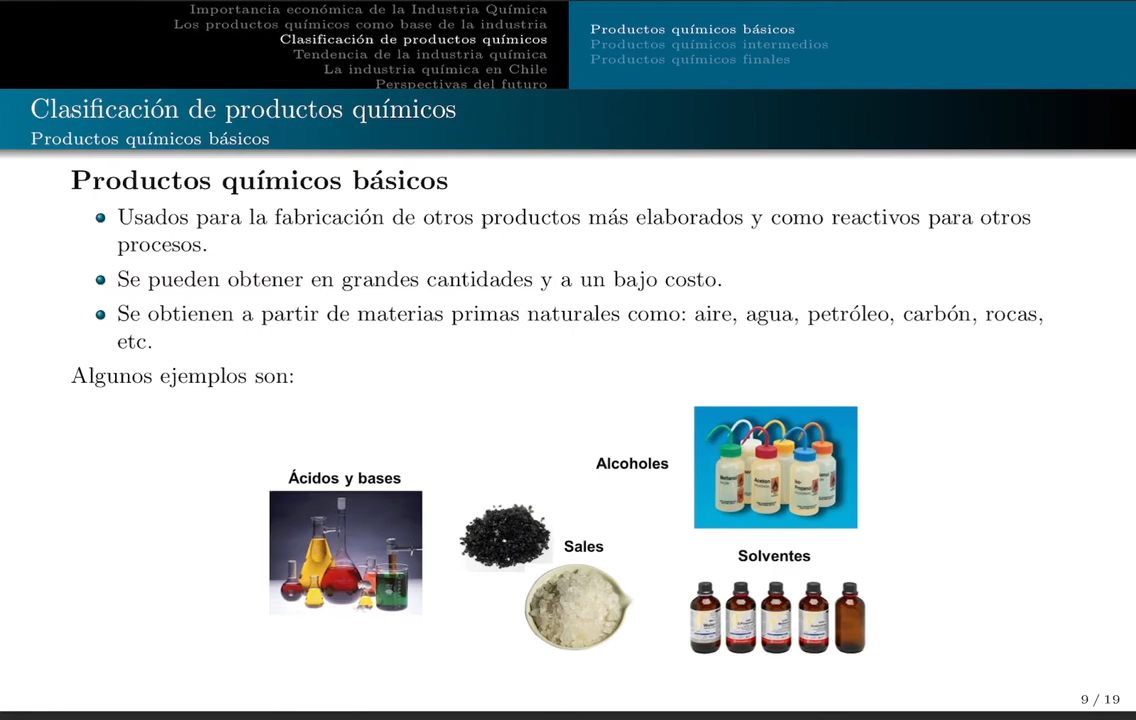 Importancia económica de la Industria Química
Los productos químicos como base de la industria
Clasificación de productos químicos
Tendencia de la industria química
La industria química en Chile
Perspectivas del futuro
Productos químicos básicos
Productos químicos intermedios
Productos químicos finales
Clasificación de productos químicos
Productos químicos básicos
Productos químicos básicos
Usados para la fabricación de otros productos más elaborados y como reactivos para otros
procesos.
Se pueden obtener en grandes cantidades y a un bajo costo.
Se obtienen a partir de materias primas naturales como: aire, agua, petróleo, carbón, rocas,
etc.
Algunos ejemplos son:
Alcoholes
Ácidos y bases
Sales
Solventes
Methanol
Aceton
9 / 19